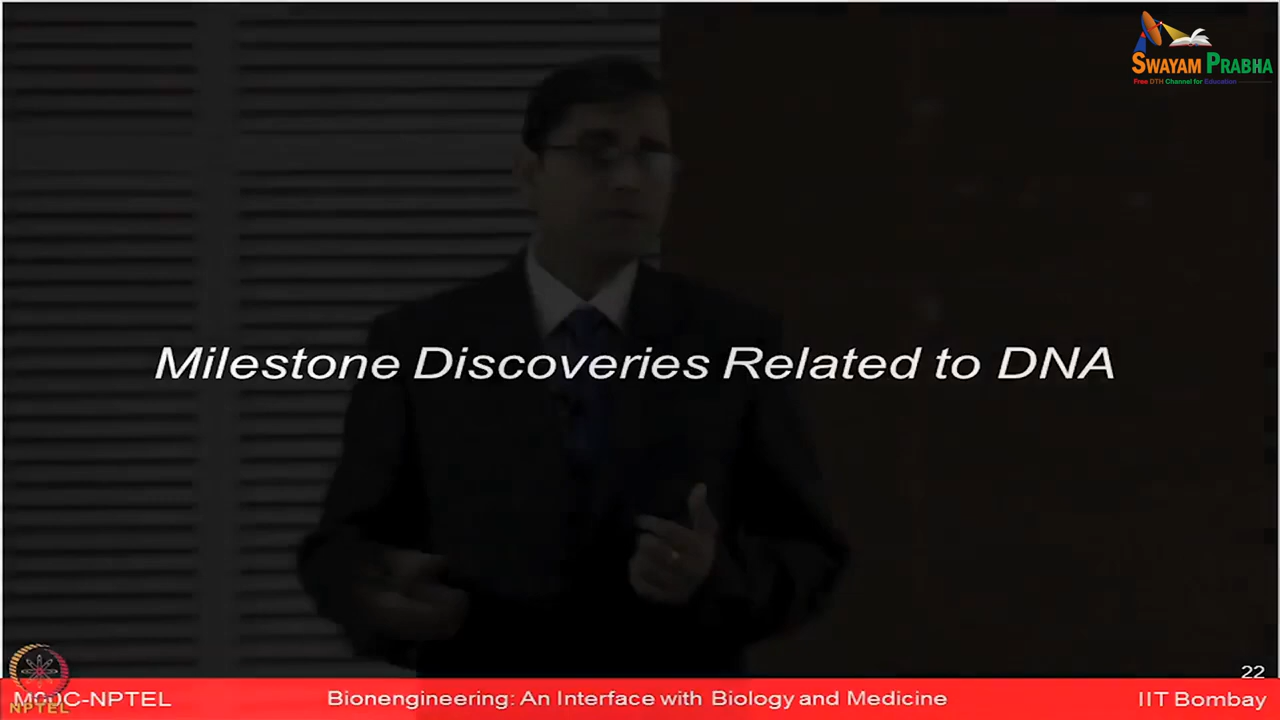 SWAYAM PRABHA
Free DTH Channel for Education
Milestone Discoveries Related to DNA
22
MOOC-NPTEL Bionengineering: An Interface with Biology and Medicine IIT Bombay
NPTEL